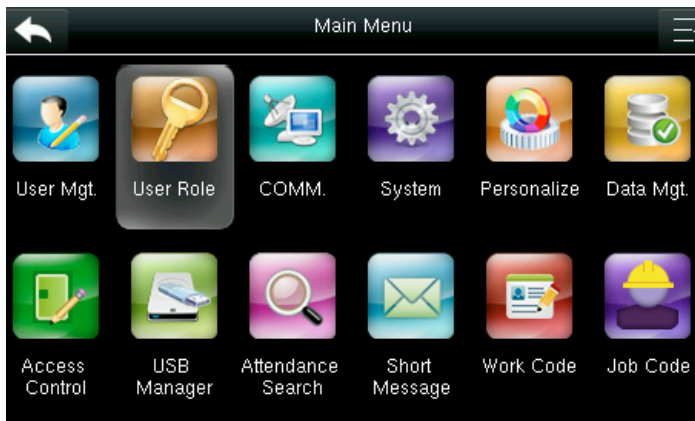 Main Menu
User Mgt.
User Role
COMM.
System
Personalize
Data Mgt.
Access
Control
USB
Manager
Attendance
Search
Short
Message
Work Code
Job Code